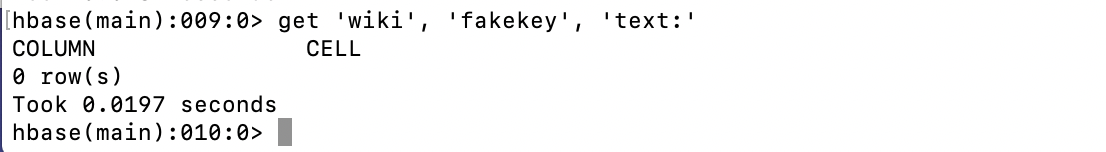 [hbase(main):009:0> get 'wiki', 'fakekey', 'text:'
COLUMN                CELL
0 row(s)
Took 0.0197 seconds
hbase(main):010:0>